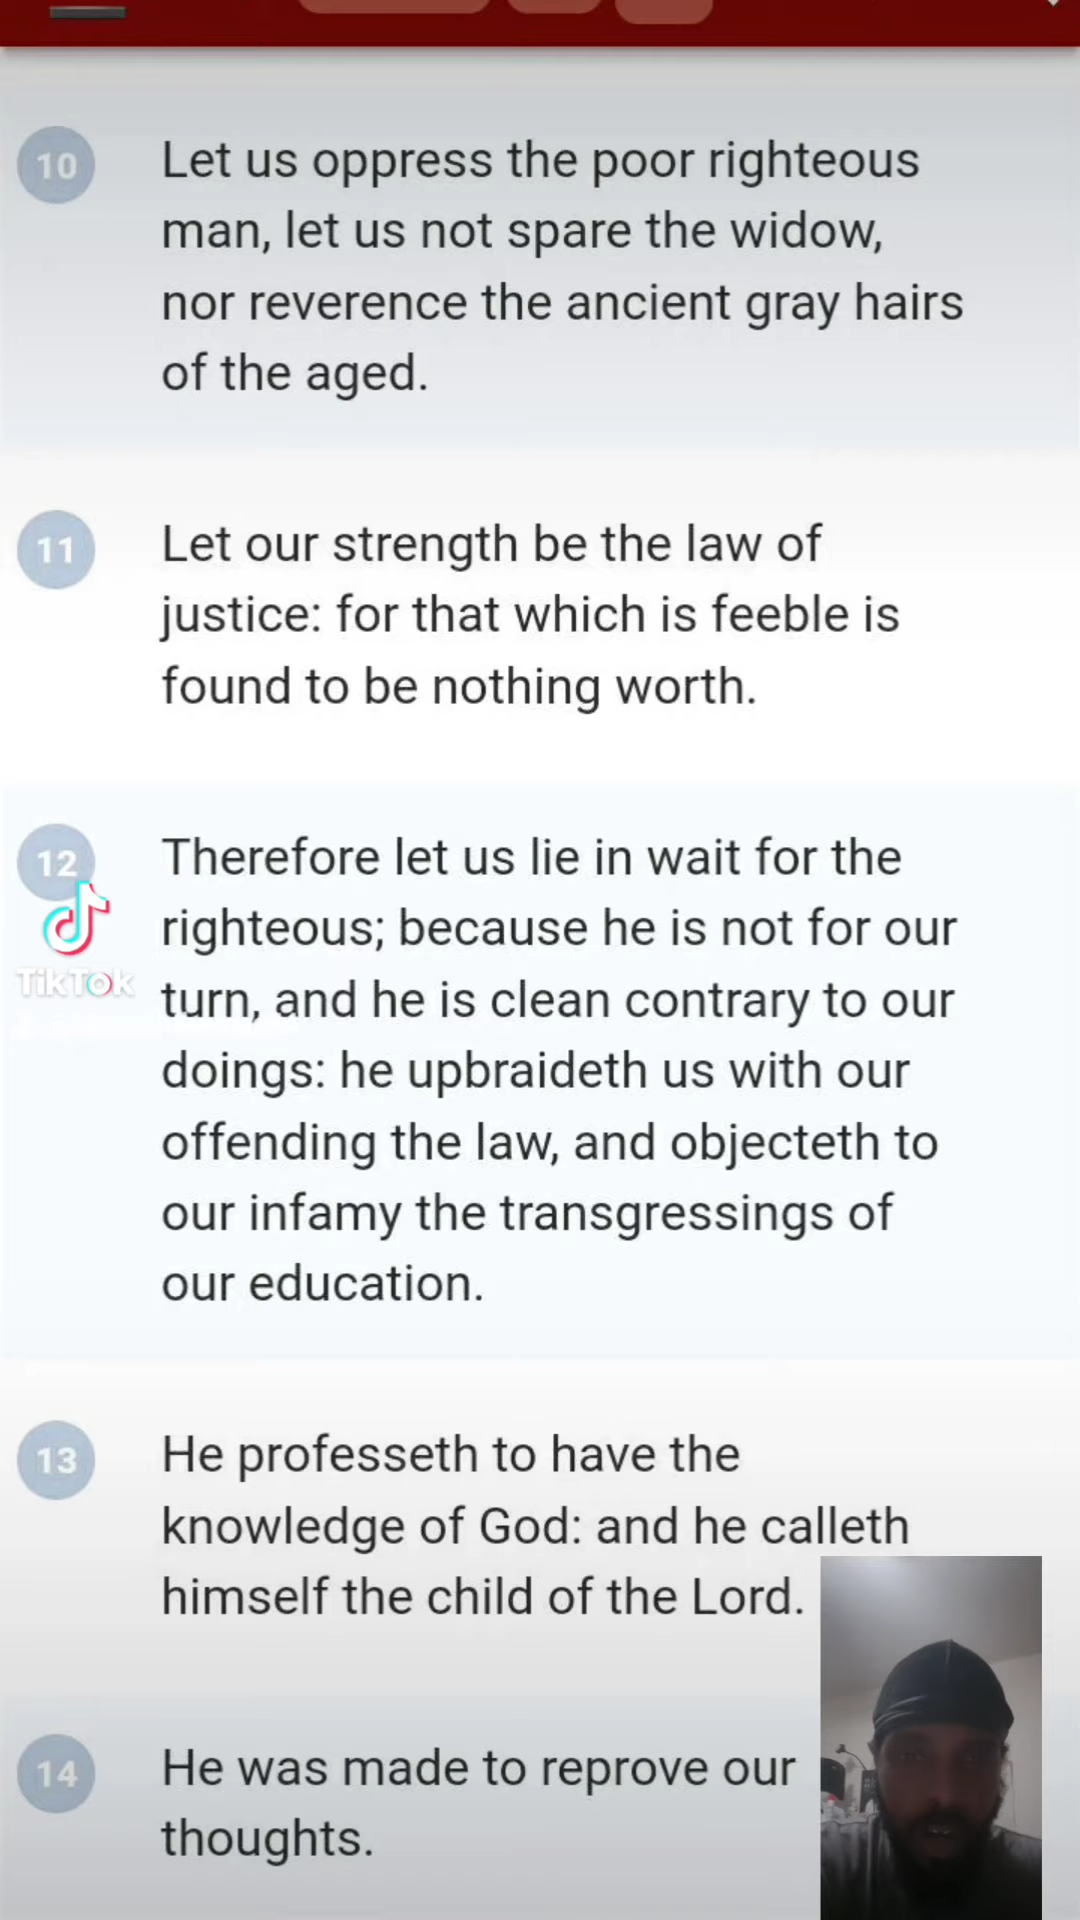 10
Let us oppress the poor righteous
man, let us not spare the widow,
nor reverence the ancient gray hairs
of the aged.
11
Let our strength be the law of
justice: for that which is feeble is
found to be nothing worth.
12
Therefore let us lie in wait for the
righteous; because he is not for our
turn, and he is clean contrary to our
doings: he upbraideth us with our
offending the law, and objecteth to
our infamy the transgressings of
our education.
TikTok
13
He professeth to have the
knowledge of God: and he calleth
himself the child of the Lord.
14
He was made to reprove our
thoughts.